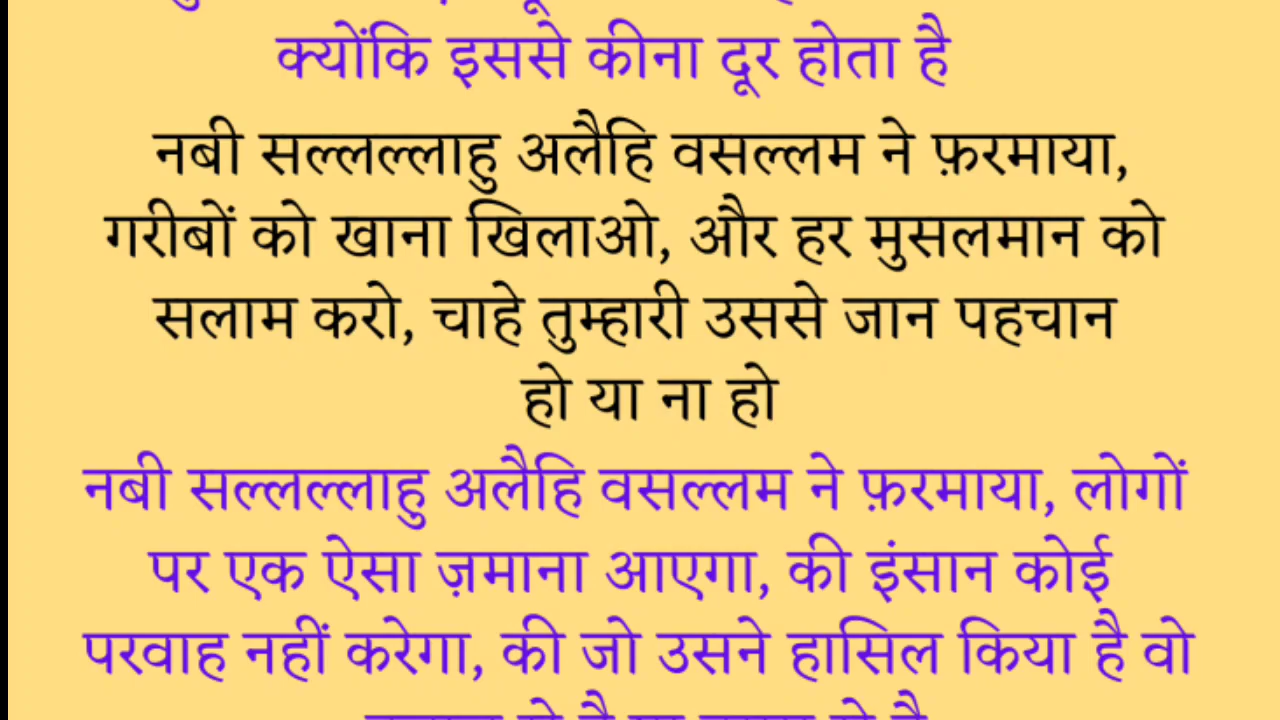 क्योंकि इससे कीना दूर होता है
नबी सल्लल्लाहु अलैहि वसल्लम ने फ़रमाया,
गरीबों को खाना खिलाओ, और हर मुसलमान को
सलाम करो, चाहे तुम्हारी उससे जान पहचान
हो या ना हो
नबी सल्लल्लाहु अलैहि वसल्लम ने फ़रमाया, लोगों
पर एक ऐसा ज़माना आएगा, की इंसान कोई
परवाह नहीं करेगा, की जो उसने हासिल किया है वो